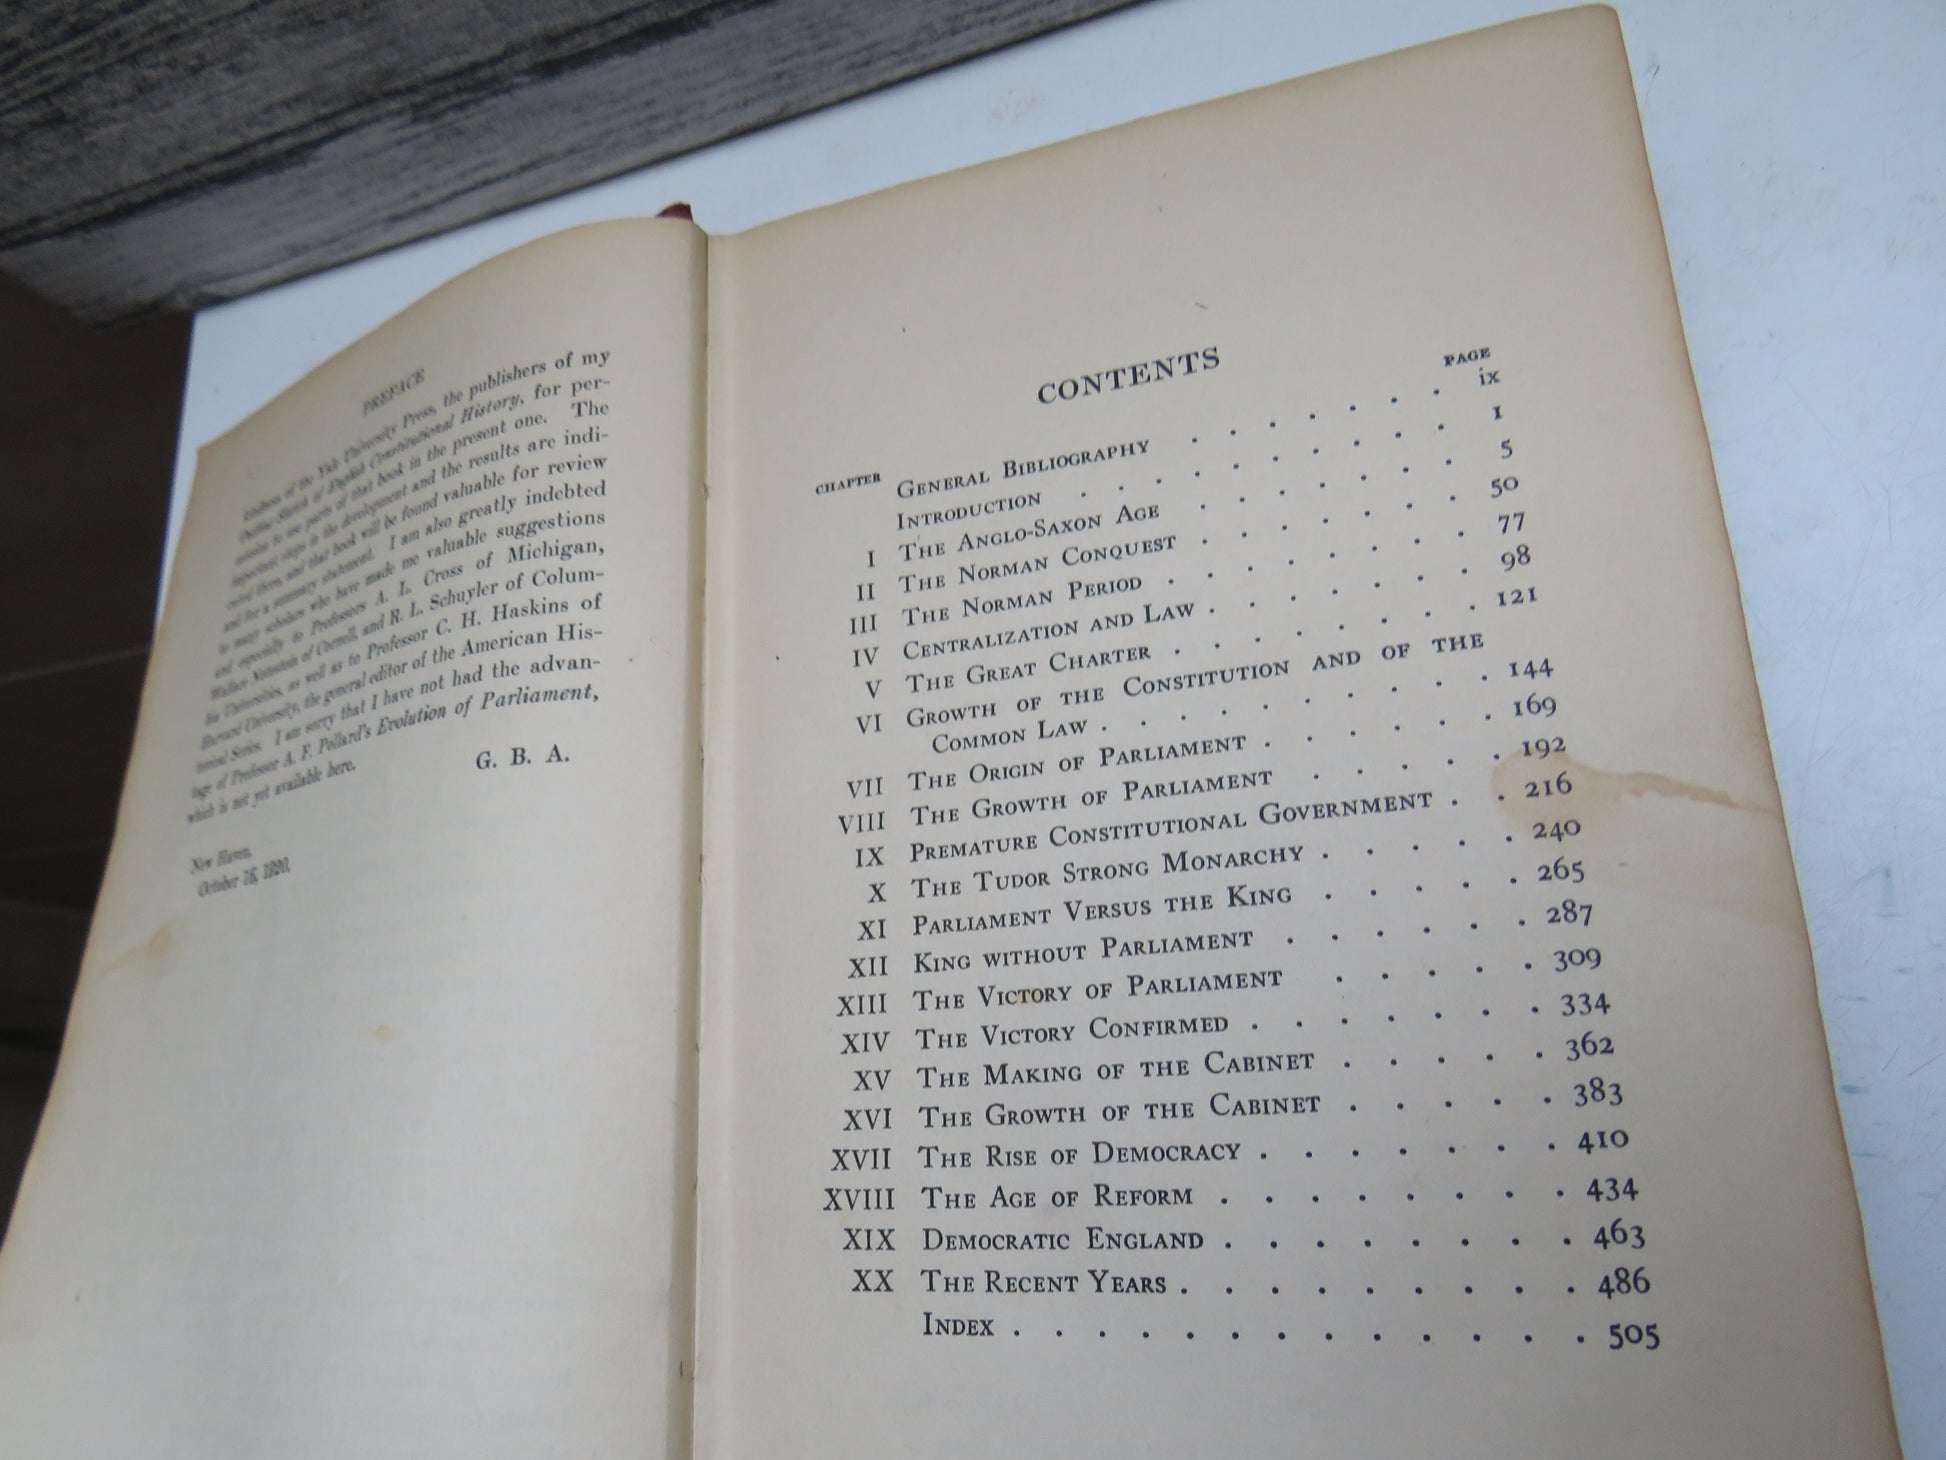 PREFACE
kindness of the Yale University Press, the publishers of my
Outline Sketch of English Constitutional History, for per-
mission to use parts of that book in the present one. The
important steps in the development and the results are indi-
cated there, and that book will be found valuable for review
and for a summary statement. I am also greatly indebted
to many scholars who have made me valuable suggestions
and especially to Professors A. L. Cross of Michigan,
Wallace Notestein of Cornell, and R. L. Schuyler of Colum-
bia Universities, as well as to Professor C. H. Haskins of
Harvard University, the general editor of the American His-
torical Series. I am sorry that I have not had the advan-
tage of Professor A. F. Pollard's Evolution of Parliament,
which is not yet available here.
G. B. A.
New Haven,
October 16, 1920.
CONTENTS
CHAPTER PAGE
GENERAL BIBLIOGRAPHY . . . . . . ix
INTRODUCTION . . . . . . . . 1
I THE ANGLO-SAXON AGE . . . . . . 5
II THE NORMAN CONQUEST . . . . . . 50
III THE NORMAN PERIOD . . . . . . . 77
IV CENTRALIZATION AND LAW . . . . . . 98
V THE GREAT CHARTER . . . . . . . 121
VI GROWTH OF THE CONSTITUTION AND OF THE
COMMON LAW . . . . . . . . 144
VII THE ORIGIN OF PARLIAMENT . . . . . . 169
VIII THE GROWTH OF PARLIAMENT . . . . . 192
IX PREMATURE CONSTITUTIONAL GOVERNMENT . . 216
X THE TUDOR STRONG MONARCHY . . . . . 240
XI PARLIAMENT VERSUS THE KING . . . . . 265
XII KING WITHOUT PARLIAMENT . . . . . . 287
XIII THE VICTORY OF PARLIAMENT . . . . . 309
XIV THE VICTORY CONFIRMED . . . . . . . 334
XV THE MAKING OF THE CABINET . . . . . 362
XVI THE GROWTH OF THE CABINET . . . . . 383
XVII THE RISE OF DEMOCRACY . . . . . . . 410
XVIII THE AGE OF REFORM . . . . . . . . 434
XIX DEMOCRATIC ENGLAND . . . . . . . . 463
XX THE RECENT YEARS . . . . . . . . . 486
INDEX . . . . . . . . . . . . . 505